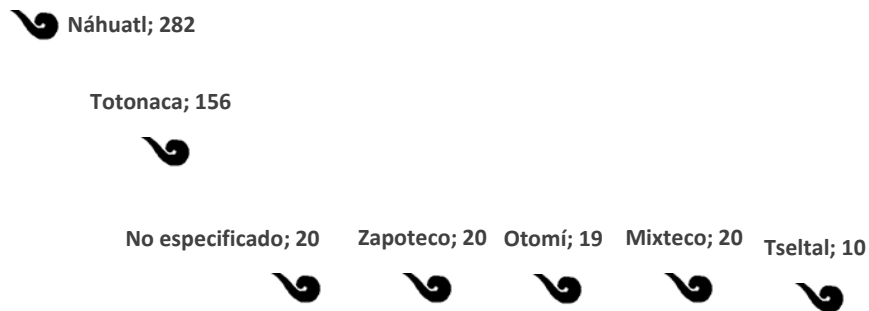 Náhuatl; 282
Totonaca; 156
No especificado; 20
Zapoteco; 20
Otomí; 19
Mixteco; 20
Tseltal; 10